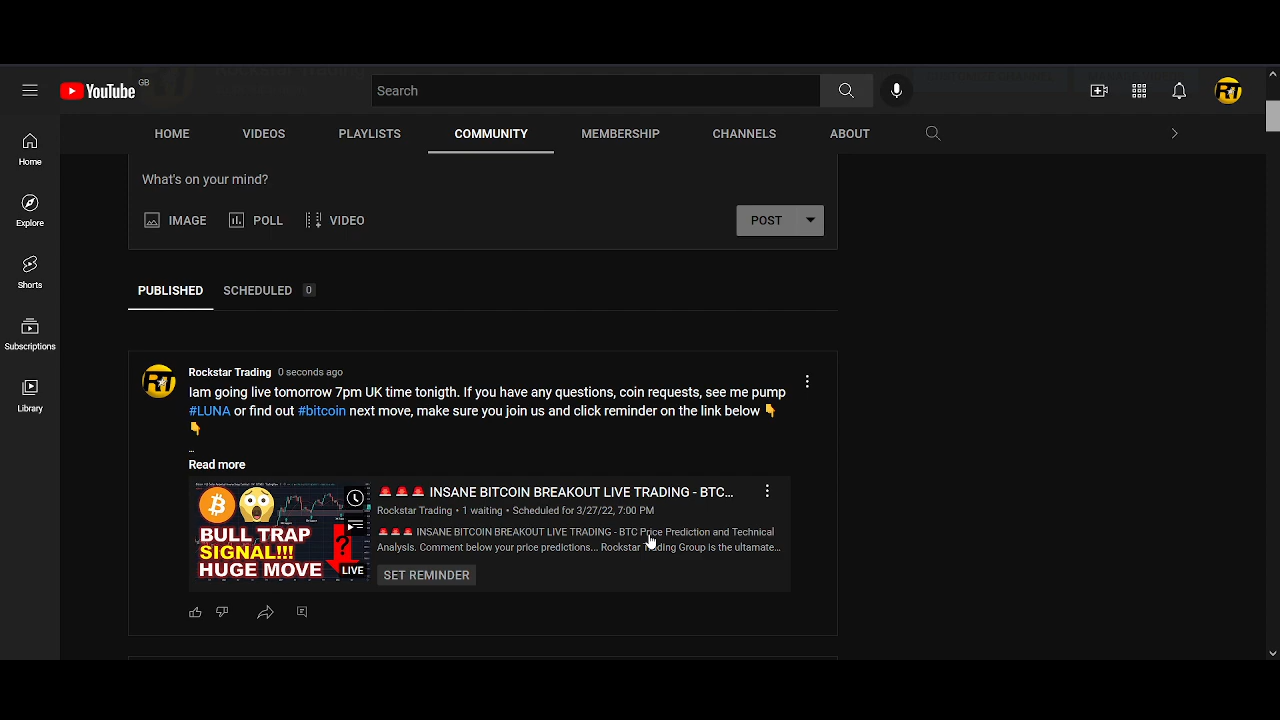 YouTube GB
Search
HOME VIDEOS PLAYLISTS COMMUNITY MEMBERSHIP CHANNELS ABOUT
Home
Explore
Shorts
Subscriptions
Library
What's on your mind?
IMAGE POLL VIDEO POST
PUBLISHED SCHEDULED 0
Rockstar Trading 0 seconds ago
Iam going live tomorrow 7pm UK time tonigth. If you have any questions, coin requests, see me pump
#LUNA or find out #bitcoin next move, make sure you join us and click reminder on the link below 👇
👇
...
Read more
BULL TRAP
SIGNAL!!!
HUGE MOVE
?
LIVE
🚨🚨🚨 INSANE BITCOIN BREAKOUT LIVE TRADING - BTC...
Rockstar Trading • 1 waiting • Scheduled for 3/27/22, 7:00 PM
🚨🚨🚨 INSANE BITCOIN BREAKOUT LIVE TRADING - BTC Price Prediction and Technical
Analysis. Comment below your price predictions... Rockstar Trading Group is the ultamate...
SET REMINDER